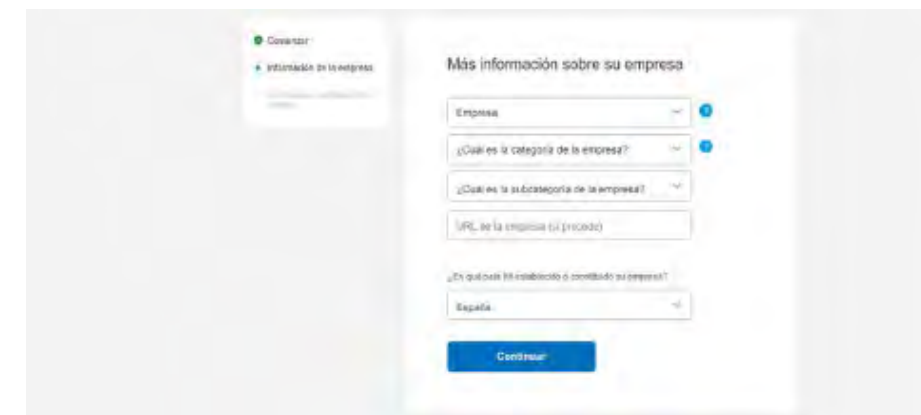 Comenzar
Información de la empresa
Más información sobre su empresa
Empresa
¿Cuál es la categoría de la empresa?
¿Cuál es la subcategoría de la empresa?
URL de la empresa (si procede)
¿En qué país ha establecido o constituido su empresa?
España
Continuar